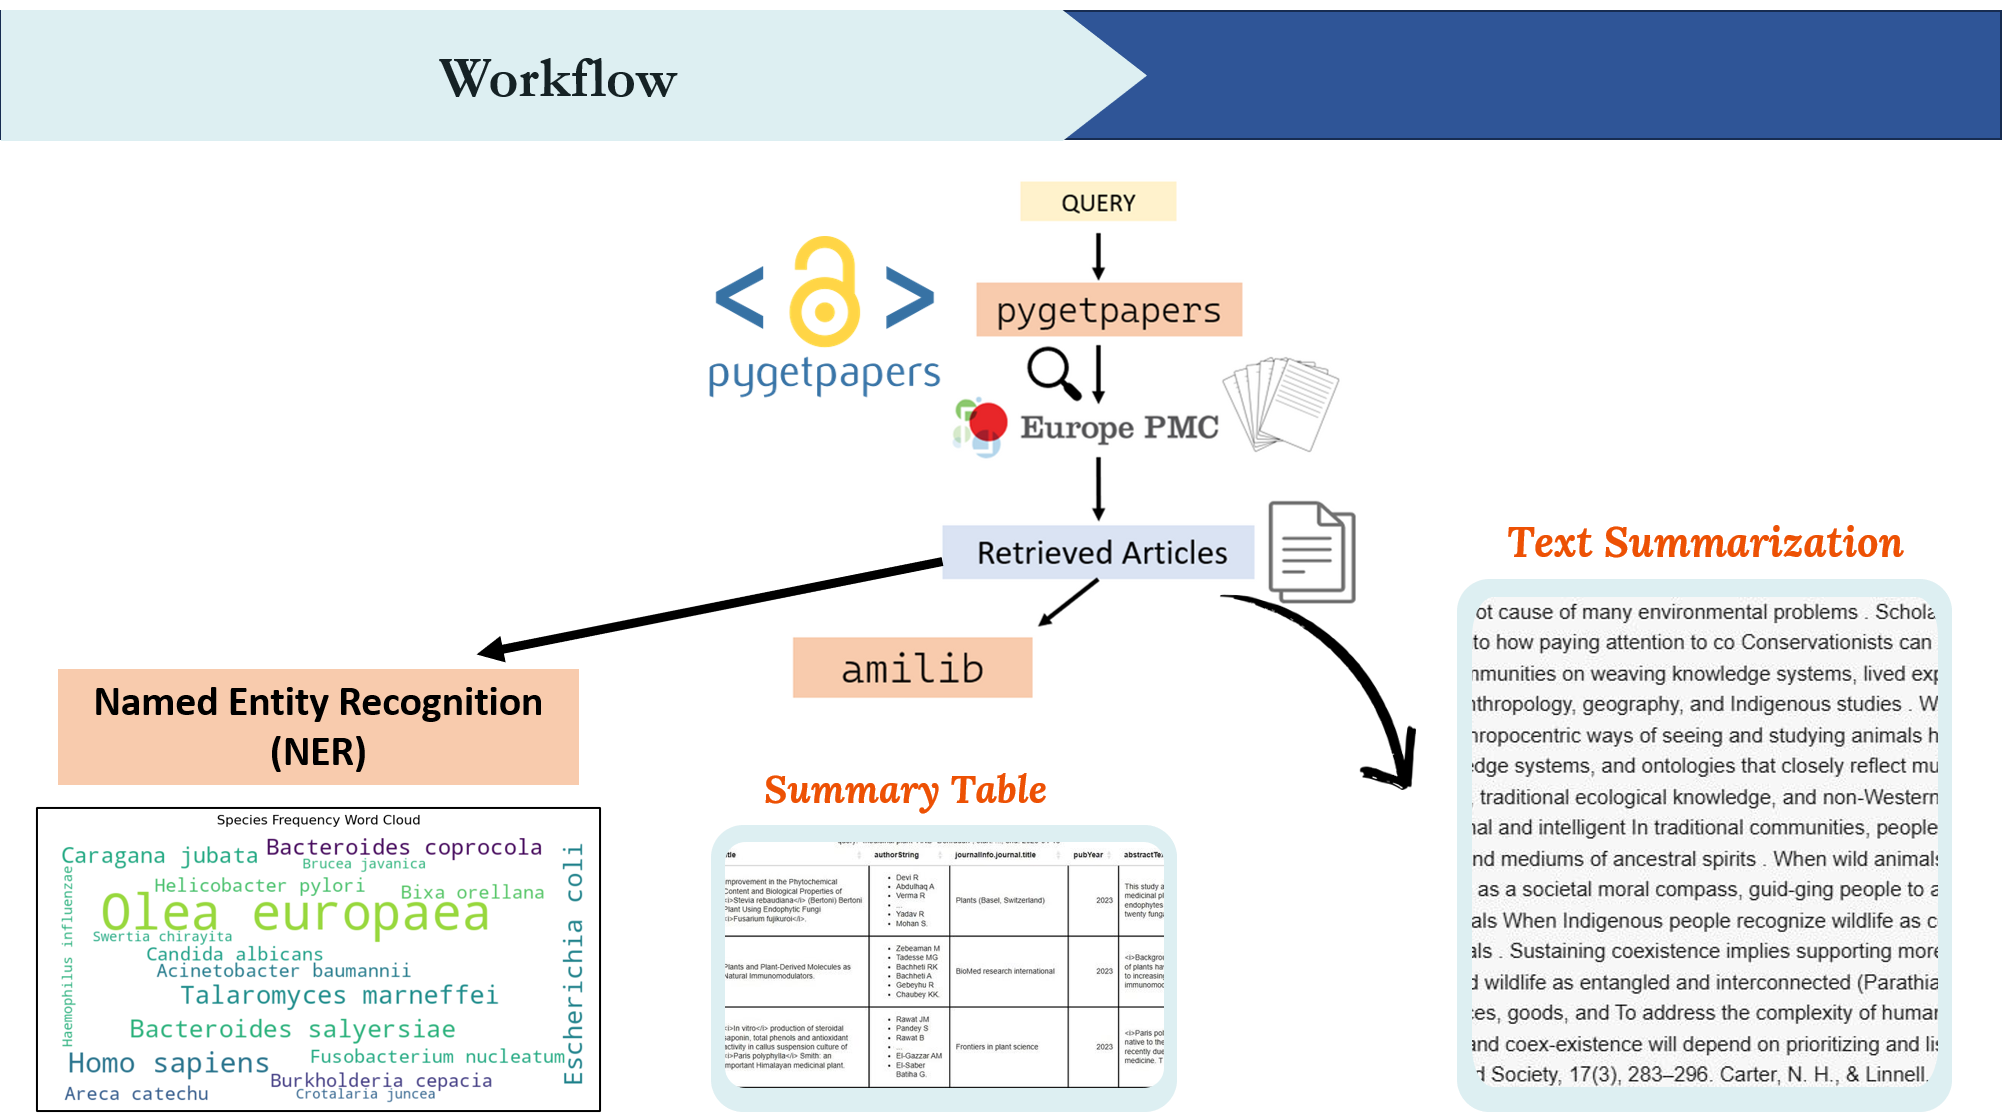 Workflow
QUERY
< >
pygetpapers
pygetpapers
Europe PMC
Retrieved Articles
Text Summarization
amilib
Named Entity Recognition
(NER)
Summary Table
Species Frequency Word Cloud
Caragana jubata
Bacteroides coprocola
Brucea javanica
Helicobacter pylori
Bixa orellana
Olea europaea
Swertia chirayita
Candida albicans
Acinetobacter baumannii
Talaromyces marneffei
Bacteroides salyersiae
Homo sapiens
Fusobacterium nucleatum
Burkholderia cepacia
Areca catechu
Crotalaria juncea
Haemophilus influenzae
Escherichia coli
authorString journalInfo.journal.title pubYear
mprovement in the Phytochemical
Content and Biological Properties of
<i>Stevia rebaudiana</i> (Bertoni) Bertoni
Plant Using Endophytic Fungi
<i>Fusarium fujikuroi</i>.
Devi R
Abdulhaq A
Verma R
...
Yadav R
Mohan S.
Plants (Basel, Switzerland)
2023
This study a
medicinal pl
endophytes
twenty fung
Plants and Plant-Derived Molecules as
Natural Immunomodulators.
Zebeaman M
Tadesse MG
Bachheti RK
Bachheti A
Gebeyhu R
Chaubey KK.
BioMed research international
2023
<i>Backgrou
of plants ha
to increasing
immunomod
<i>In vitro</i> production of steroidal
saponin, total phenols and antioxidant
activity in callus suspension culture of
<i>Paris polyphylla</i> Smith: an
mportant Himalayan medicinal plant.
Rawat JM
Pandey S
Rawat B
...
El-Gazzar AM
El-Saber
Batiha G.
Frontiers in plant science
2023
<i>Paris pol
native to the
recently due
medicine. T
ot cause of many environmental problems . Schola
to how paying attention to co Conservationists can
munities on weaving knowledge systems, lived exp
nthropology, geography, and Indigenous studies . W
hropocentric ways of seeing and studying animals h
edge systems, and ontologies that closely reflect mu
, traditional ecological knowledge, and non-Western
nal and intelligent In traditional communities, people
nd mediums of ancestral spirits . When wild animals
as a societal moral compass, guid-ging people to a
als When Indigenous people recognize wildlife as c
als . Sustaining coexistence implies supporting more
d wildlife as entangled and interconnected (Parathia
es, goods, and To address the complexity of human
and coex-existence will depend on prioritizing and lis
d Society, 17(3), 283–296. Carter, N. H., & Linnell.